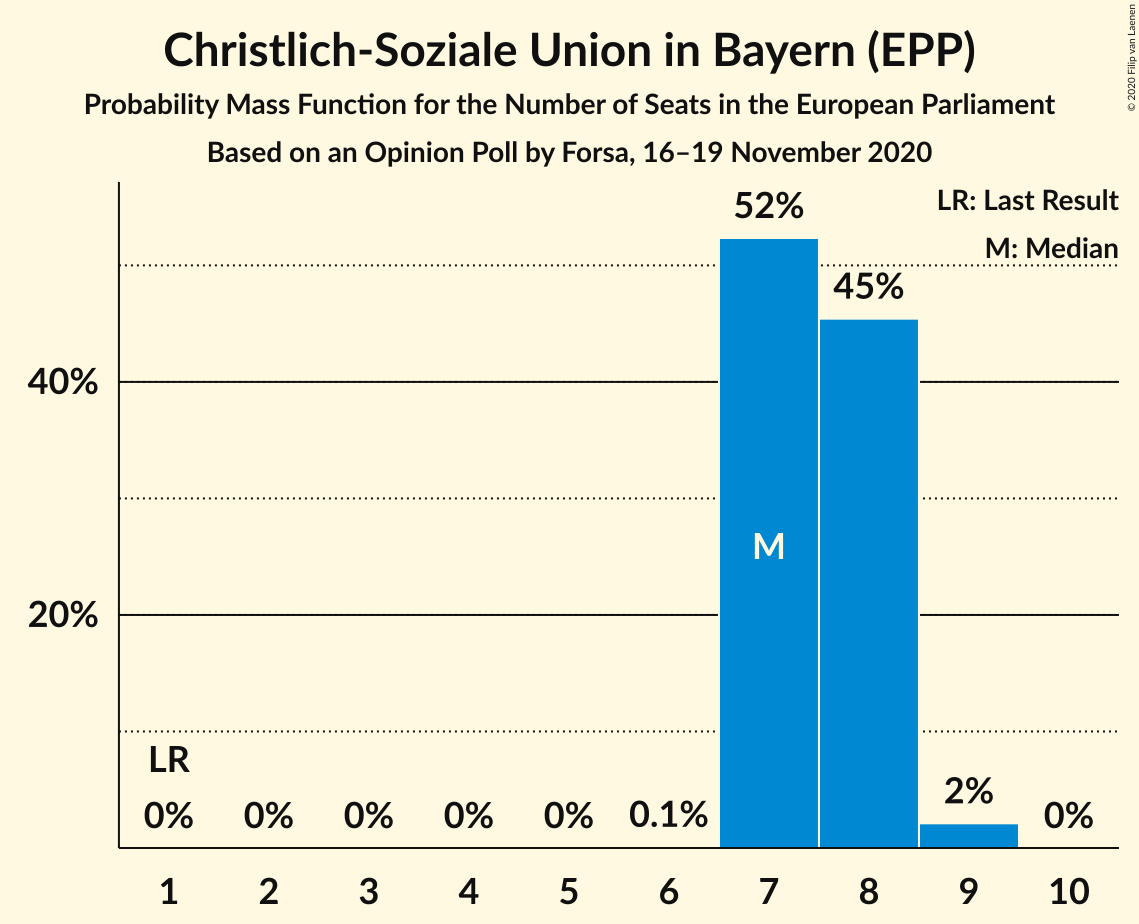 Christlich-Soziale Union in Bayern (EPP)
Probability Mass Function for the Number of Seats in the European Parliament
Based on an Opinion Poll by Forsa, 16–19 November 2020
© 2020 Filip van Laenen
LR: Last Result
M: Median
52%
45%
40%
M
20%
LR
0% 0% 0% 0% 0% 0.1% 2% 0%
1 2 3 4 5 6 7 8 9 10